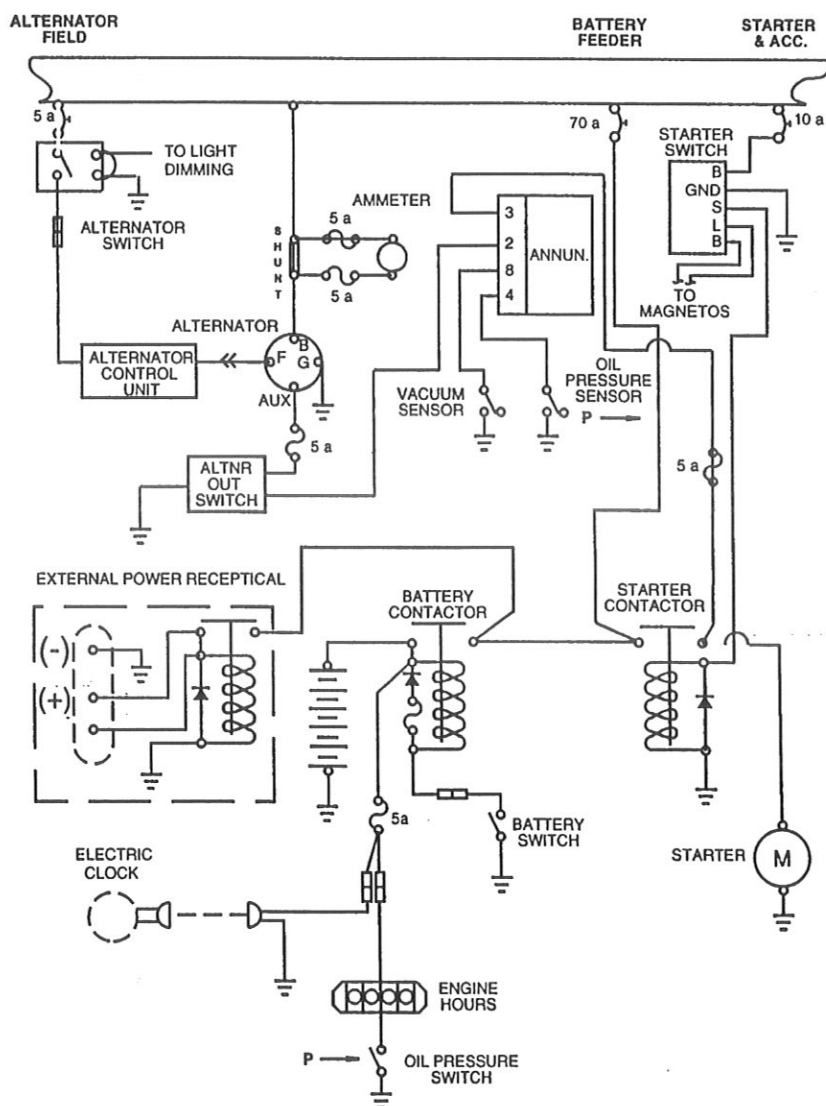 ALTERNATOR
FIELD
BATTERY
FEEDER
STARTER
& ACC.
5 a
70 a
10 a
STARTER
SWITCH
B
GND
S
L
B
TO
MAGNETOS
TO LIGHT
DIMMING
ALTERNATOR
SWITCH
SHUNT
5 a
AMMETER
5 a
3
2
8
4
ANNUN.
ALTERNATOR
B
F
G
AUX
ALTERNATOR
CONTROL
UNIT
5 a
ALTNR
OUT
SWITCH
VACUUM
SENSOR
OIL
PRESSURE
SENSOR
P
5 a
EXTERNAL POWER RECEPTICAL
(-)
(+)
BATTERY
CONTACTOR
STARTER
CONTACTOR
5a
BATTERY
SWITCH
STARTER
M
ELECTRIC
CLOCK
ENGINE
HOURS
P
OIL PRESSURE
SWITCH